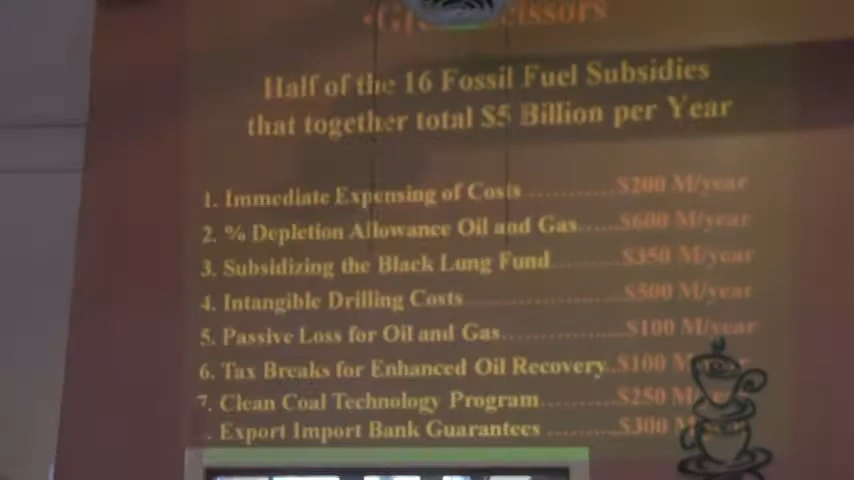 Half of the 16 Fossil Fuel Subsidies
that together total $5 Billion per Year
1. Immediate Expensing of Costs ............$200 M/year
2. % Depletion Allowance Oil and Gas......$600 M/year
3. Subsidizing the Black Lung Fund ..........$350 M/year
4. Intangible Drilling Costs ......................$500 M/year
5. Passive Loss for Oil and Gas.................$100 M/year
6. Tax Breaks for Enhanced Oil Recovery..$100 M
7. Clean Coal Technology Program...........$250 M
. Export Import Bank Guarantees ..........$300 M